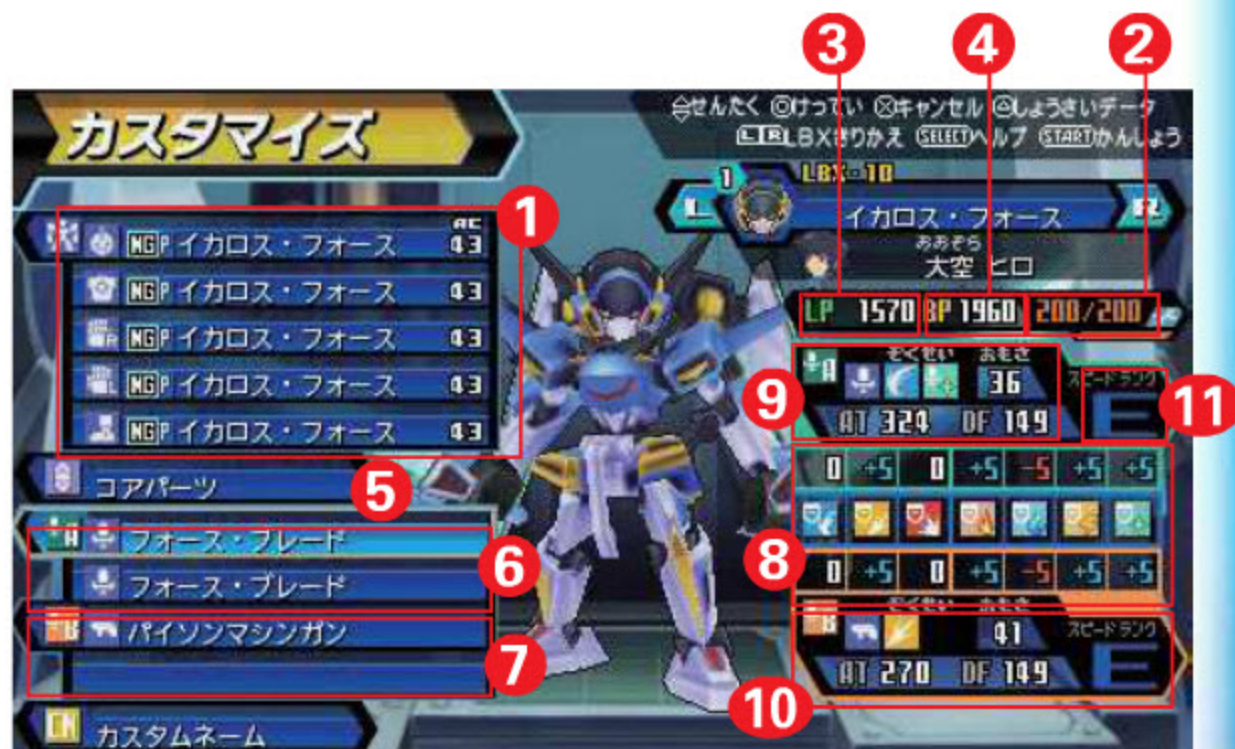 3 4 2
カスタマイズ
せんたく ◎けってい ⊗キャンセル しょうさいデータ
L R LBXきりかえ SELECT ヘルプ START かんしょう
1 LBX-10
L イカロス・フォース R
おおぞら
大空 ヒロ
LP 1570 BP 1960 200/200
1
AC
MG P イカロス・フォース 43
MG P イカロス・フォース 43
R MG P イカロス・フォース 43
L MG P イカロス・フォース 43
MG P イカロス・フォース 43
5
コアパーツ
A フォース・ブレード
フォース・ブレード
6
B パイソンマシンガン
7
CN カスタムネーム
9
A ぞくせい おもさ スピードランク
36 E
AT 324 DF 149
11
8
0 +5 0 +5 -5 +5 +5
0 +5 0 +5 -5 +5 +5
10
B ぞくせい おもさ スピードランク
41 E
AT 270 DF 149